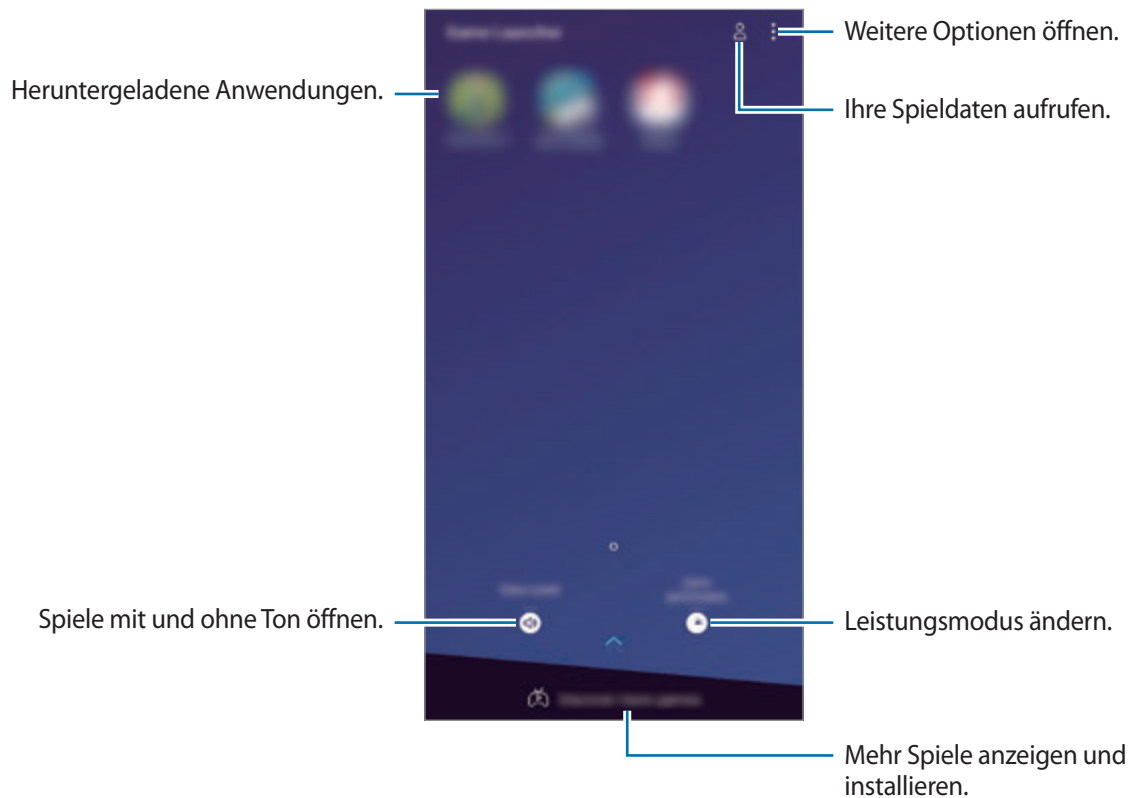 Weitere Optionen öffnen.
Heruntergeladene Anwendungen.
Ihre Spieldaten aufrufen.
Spiele mit und ohne Ton öffnen.
Leistungsmodus ändern.
Mehr Spiele anzeigen und
installieren.